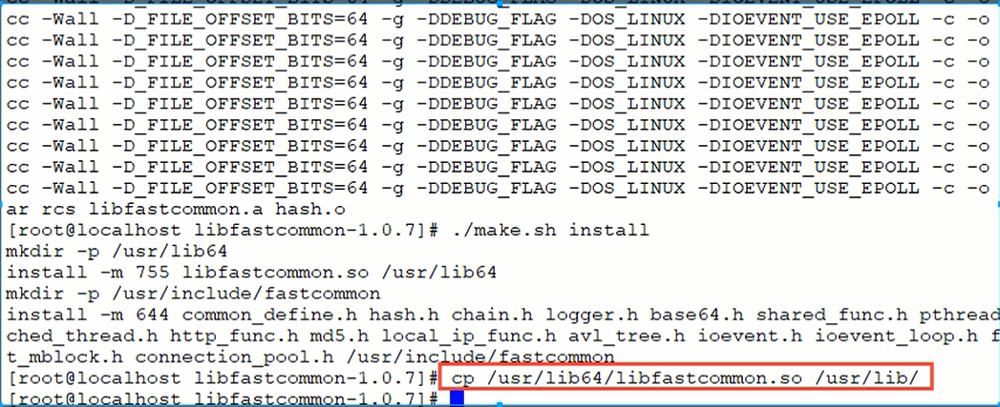 cc -Wall -D_FILE_OFFSET_BITS=64 -g -DDEBUG_FLAG -DOS_LINUX -DIOEVENT_USE_EPOLL -c -o
cc -Wall -D_FILE_OFFSET_BITS=64 -g -DDEBUG_FLAG -DOS_LINUX -DIOEVENT_USE_EPOLL -c -o
cc -Wall -D_FILE_OFFSET_BITS=64 -g -DDEBUG_FLAG -DOS_LINUX -DIOEVENT_USE_EPOLL -c -o
cc -Wall -D_FILE_OFFSET_BITS=64 -g -DDEBUG_FLAG -DOS_LINUX -DIOEVENT_USE_EPOLL -c -o
cc -Wall -D_FILE_OFFSET_BITS=64 -g -DDEBUG_FLAG -DOS_LINUX -DIOEVENT_USE_EPOLL -c -o
cc -Wall -D_FILE_OFFSET_BITS=64 -g -DDEBUG_FLAG -DOS_LINUX -DIOEVENT_USE_EPOLL -c -o
cc -Wall -D_FILE_OFFSET_BITS=64 -g -DDEBUG_FLAG -DOS_LINUX -DIOEVENT_USE_EPOLL -c -o
cc -Wall -D_FILE_OFFSET_BITS=64 -g -DDEBUG_FLAG -DOS_LINUX -DIOEVENT_USE_EPOLL -c -o
cc -Wall -D_FILE_OFFSET_BITS=64 -g -DDEBUG_FLAG -DOS_LINUX -DIOEVENT_USE_EPOLL -c -o
ar rcs libfastcommon.a hash.o
[root@localhost libfastcommon-1.0.7]# ./make.sh install
mkdir -p /usr/lib64
install -m 755 libfastcommon.so /usr/lib64
mkdir -p /usr/include/fastcommon
install -m 644 common_define.h hash.h chain.h logger.h base64.h shared_func.h pthread
ched_thread.h http_func.h md5.h local_ip_func.h avl_tree.h ioevent.h ioevent_loop.h f
t_mblock.h connection_pool.h /usr/include/fastcommon
[root@localhost libfastcommon-1.0.7]# cp /usr/lib64/libfastcommon.so /usr/lib/
[root@localhost libfastcommon-1.0.7]#